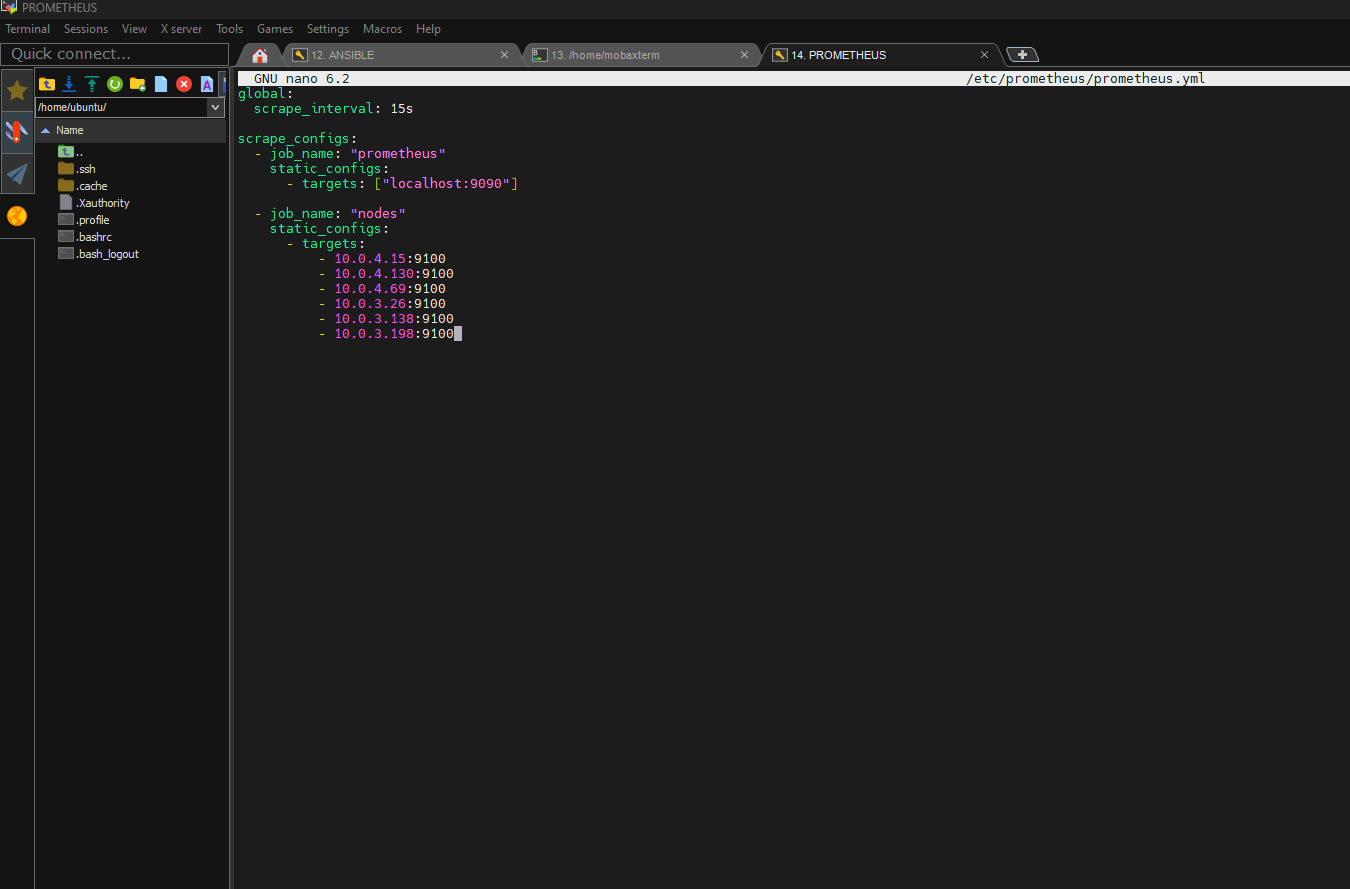 PROMETHEUS
Terminal Sessions View X server Tools Games Settings Macros Help
Quick connect...
12. ANSIBLE
13. /home/mobaxterm
14. PROMETHEUS
/home/ubuntu/
Name
..
.ssh
.cache
.Xauthority
.profile
.bashrc
.bash_logout
GNU nano 6.2 /etc/prometheus/prometheus.yml
global:
  scrape_interval: 15s
scrape_configs:
  - job_name: "prometheus"
    static_configs:
      - targets: ["localhost:9090"]
  - job_name: "nodes"
    static_configs:
      - targets:
          - 10.0.4.15:9100
          - 10.0.4.130:9100
          - 10.0.4.69:9100
          - 10.0.3.26:9100
          - 10.0.3.138:9100
          - 10.0.3.198:9100